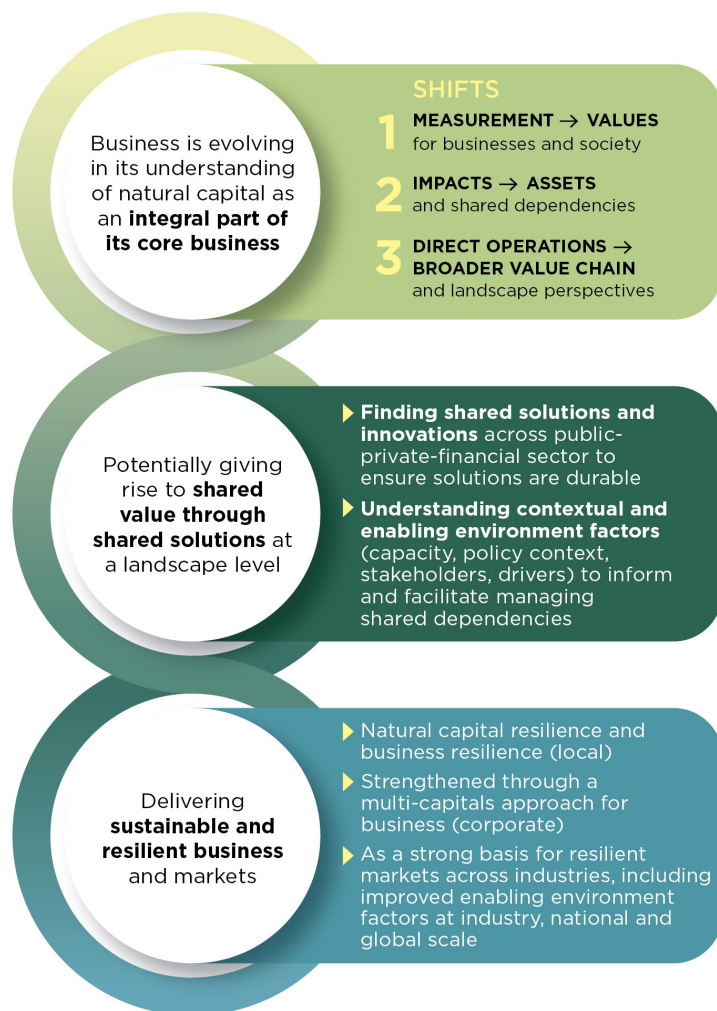 Business is evolving
in its understanding
of natural capital as
an integral part of
its core business
SHIFTS
1 MEASUREMENT → VALUES
for businesses and society
2 IMPACTS → ASSETS
and shared dependencies
3 DIRECT OPERATIONS →
BROADER VALUE CHAIN
and landscape perspectives
Potentially giving
rise to shared
value through
shared solutions at
a landscape level
Finding shared solutions and
innovations across public-
private-financial sector to
ensure solutions are durable
Understanding contextual and
enabling environment factors
(capacity, policy context,
stakeholders, drivers) to inform
and facilitate managing
shared dependencies
Delivering
sustainable and
resilient business
and markets
Natural capital resilience and
business resilience (local)
Strengthened through a
multi-capitals approach for
business (corporate)
As a strong basis for resilient
markets across industries, including
improved enabling environment
factors at industry, national and
global scale